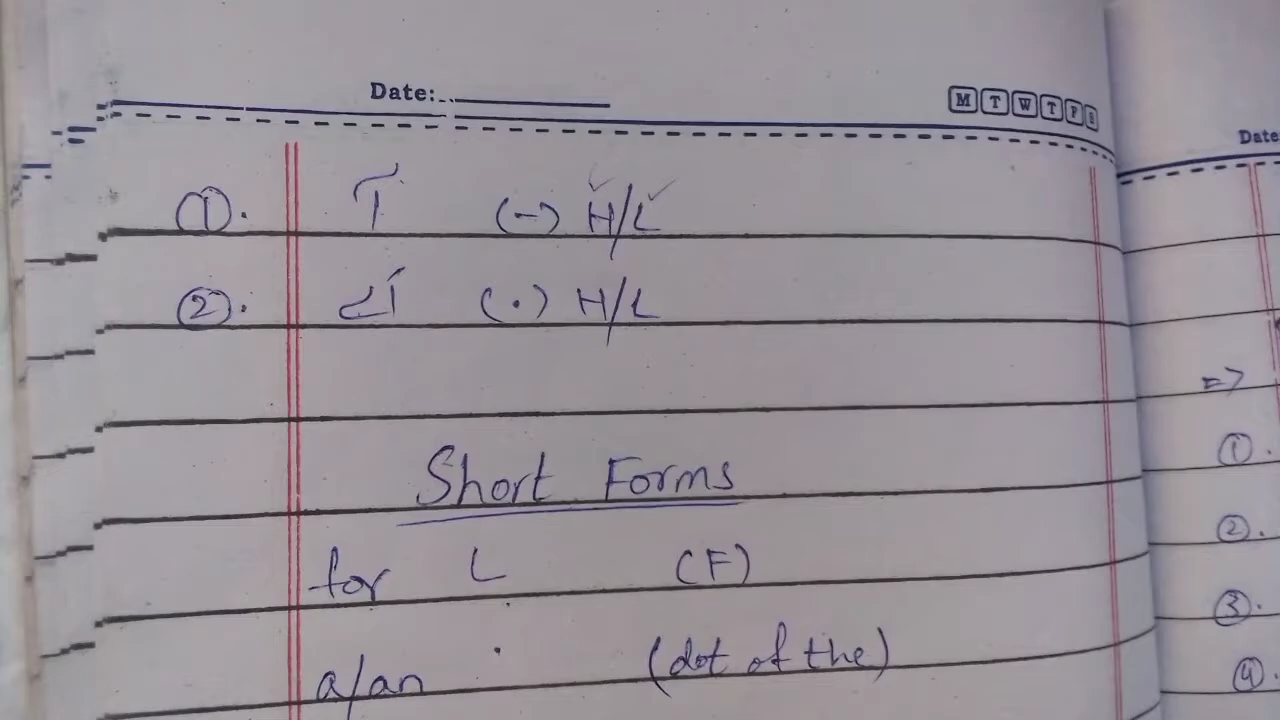 Date:
M T W T F S
①. (-) H/L
②. (.) H/L
Short Forms
for (F)
a/an . (dot of the)
Date
=>
①.
②.
③.
④.